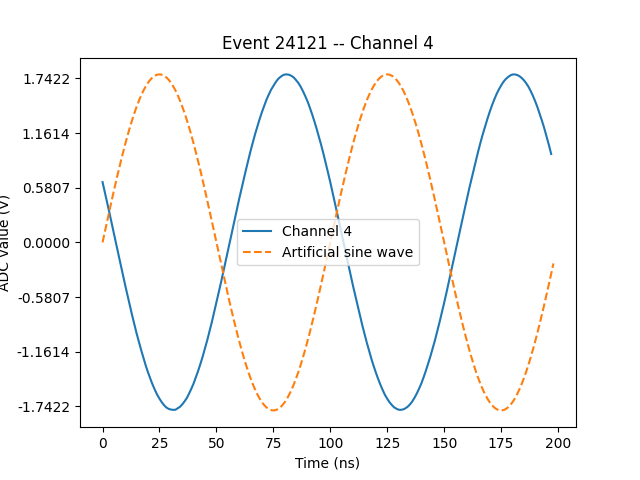 Event 24121 -- Channel 4
ADC Value (V)
1.7422
1.1614
0.5807
0.0000
-0.5807
-1.1614
-1.7422
Channel 4
Artificial sine wave
0 25 50 75 100 125 150 175 200
Time (ns)